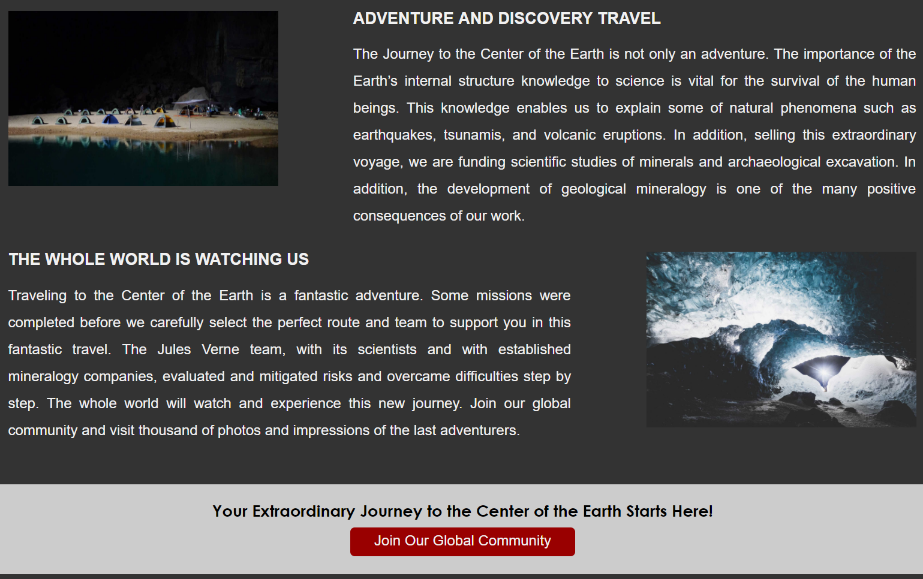 ADVENTURE AND DISCOVERY TRAVEL
The Journey to the Center of the Earth is not only an adventure. The importance of the
Earth's internal structure knowledge to science is vital for the survival of the human
beings. This knowledge enables us to explain some of natural phenomena such as
earthquakes, tsunamis, and volcanic eruptions. In addition, selling this extraordinary
voyage, we are funding scientific studies of minerals and archaeological excavation. In
addition, the development of geological mineralogy is one of the many positive
consequences of our work.
THE WHOLE WORLD IS WATCHING US
Traveling to the Center of the Earth is a fantastic adventure. Some missions were
completed before we carefully select the perfect route and team to support you in this
fantastic travel. The Jules Verne team, with its scientists and with established
mineralogy companies, evaluated and mitigated risks and overcame difficulties step by
step. The whole world will watch and experience this new journey. Join our global
community and visit thousand of photos and impressions of the last adventurers.
Your Extraordinary Journey to the Center of the Earth Starts Here!
Join Our Global Community